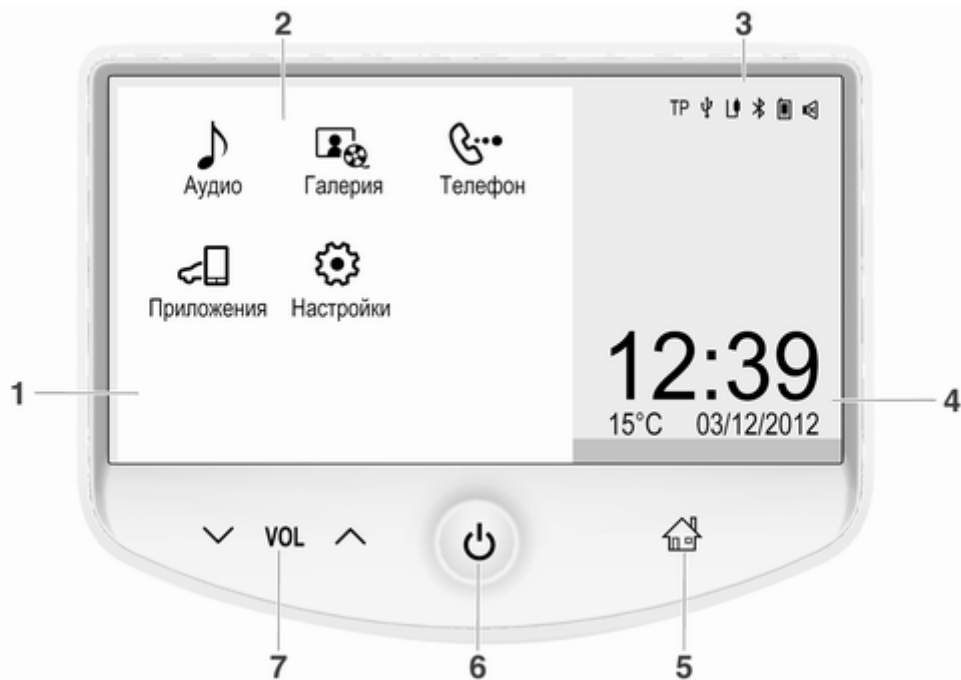 2
3
TP
Аудио
Галерия
Телефон
Приложения
Настройки
1
12:39
4
15°C 03/12/2012
VOL
7
6
5